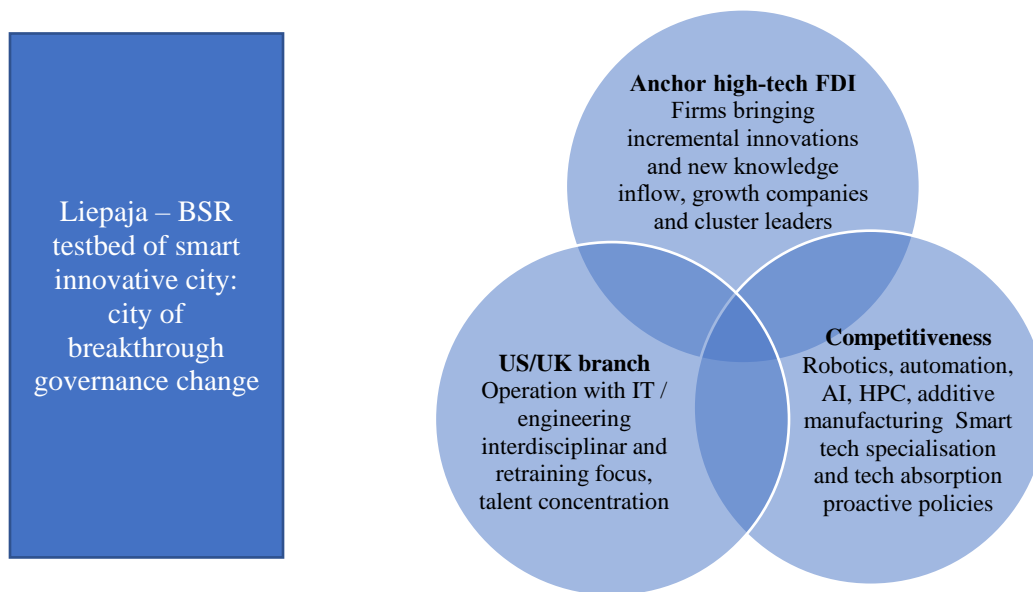 Liepaja – BSR
testbed of smart
innovative city:
city of
breakthrough
governance change
Anchor high-tech FDI
Firms bringing
incremental innovations
and new knowledge
inflow, growth companies
and cluster leaders
US/UK branch
Operation with IT /
engineering
interdisciplinar and
retraining focus,
talent concentration
Competitiveness
Robotics, automation,
AI, HPC, additive
manufacturing  Smart
tech specialisation
and tech absorption
proactive policies